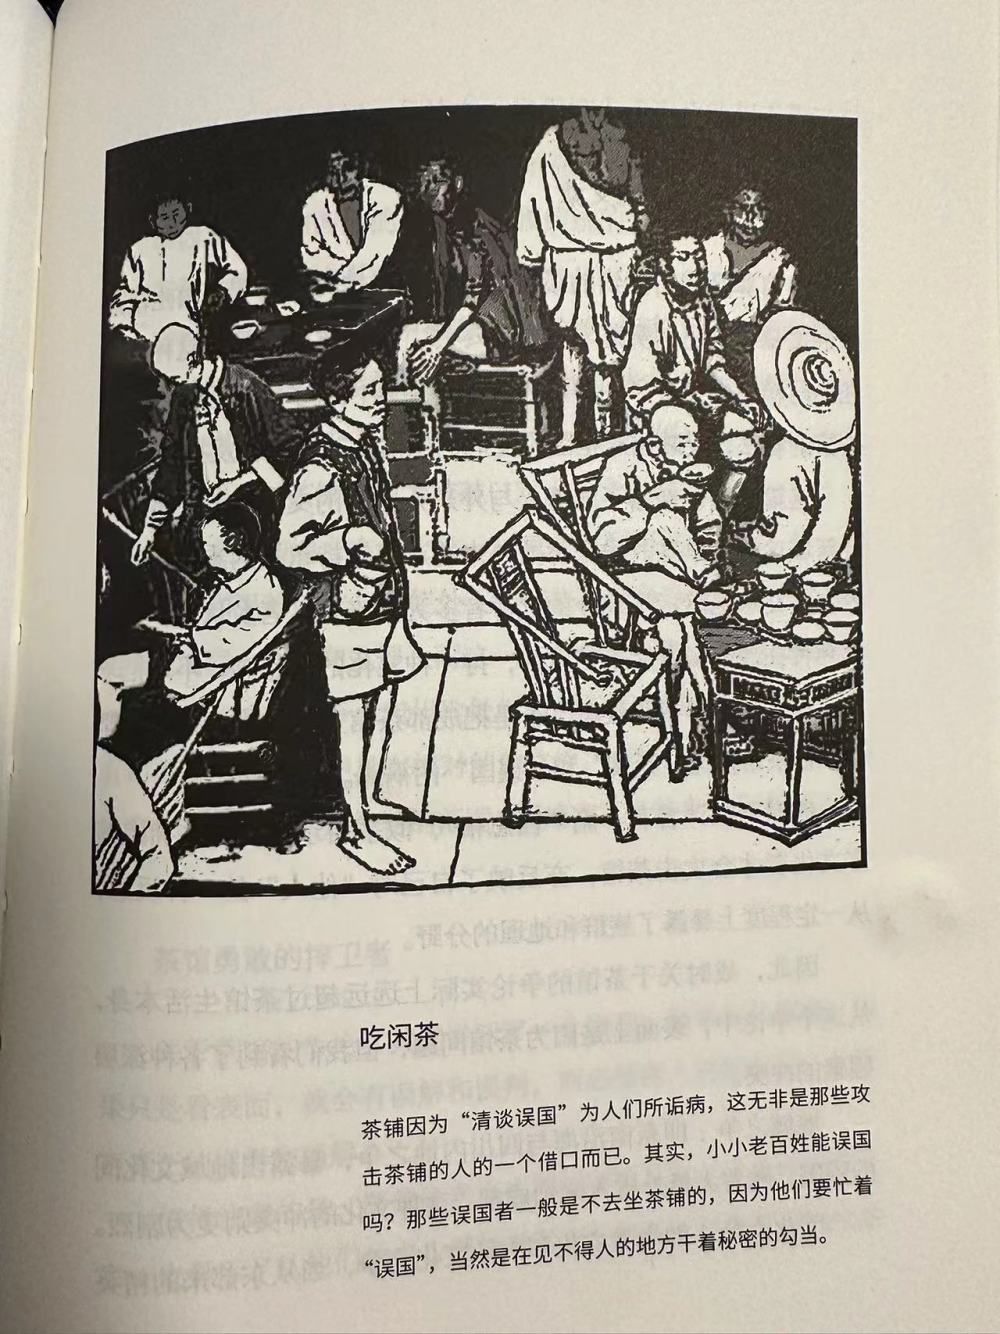 吃闲茶
茶铺因为“清谈误国”为人们所诟病，这无非是那些攻
击茶铺的人的一个借口而已。其实，小小老百姓能误国
吗？那些误国者一般是不去坐茶铺的，因为他们要忙着
“误国”，当然是在见不得人的地方干着秘密的勾当。